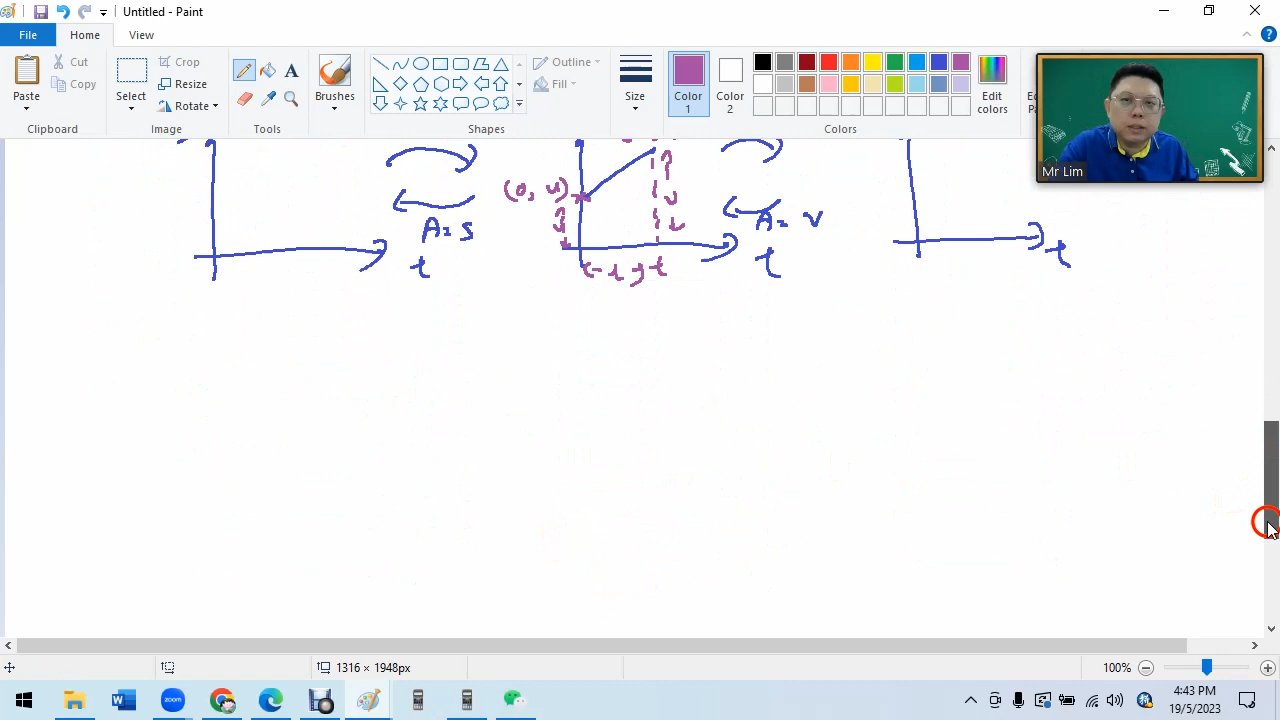 Untitled - Paint
File
Home
View
Paste
Cut
Copy
Clipboard
Select
Crop
Resize
Rotate
Image
A
Tools
Brushes
Outline
Fill
Shapes
Size
Color
1
Color
2
Edit
colors
Colors
Mr Lim
(0, u)
A= s
A= v
t
t
t
t
1316 × 1948px
100%
4:43 PM
19/5/2023
W
zoom